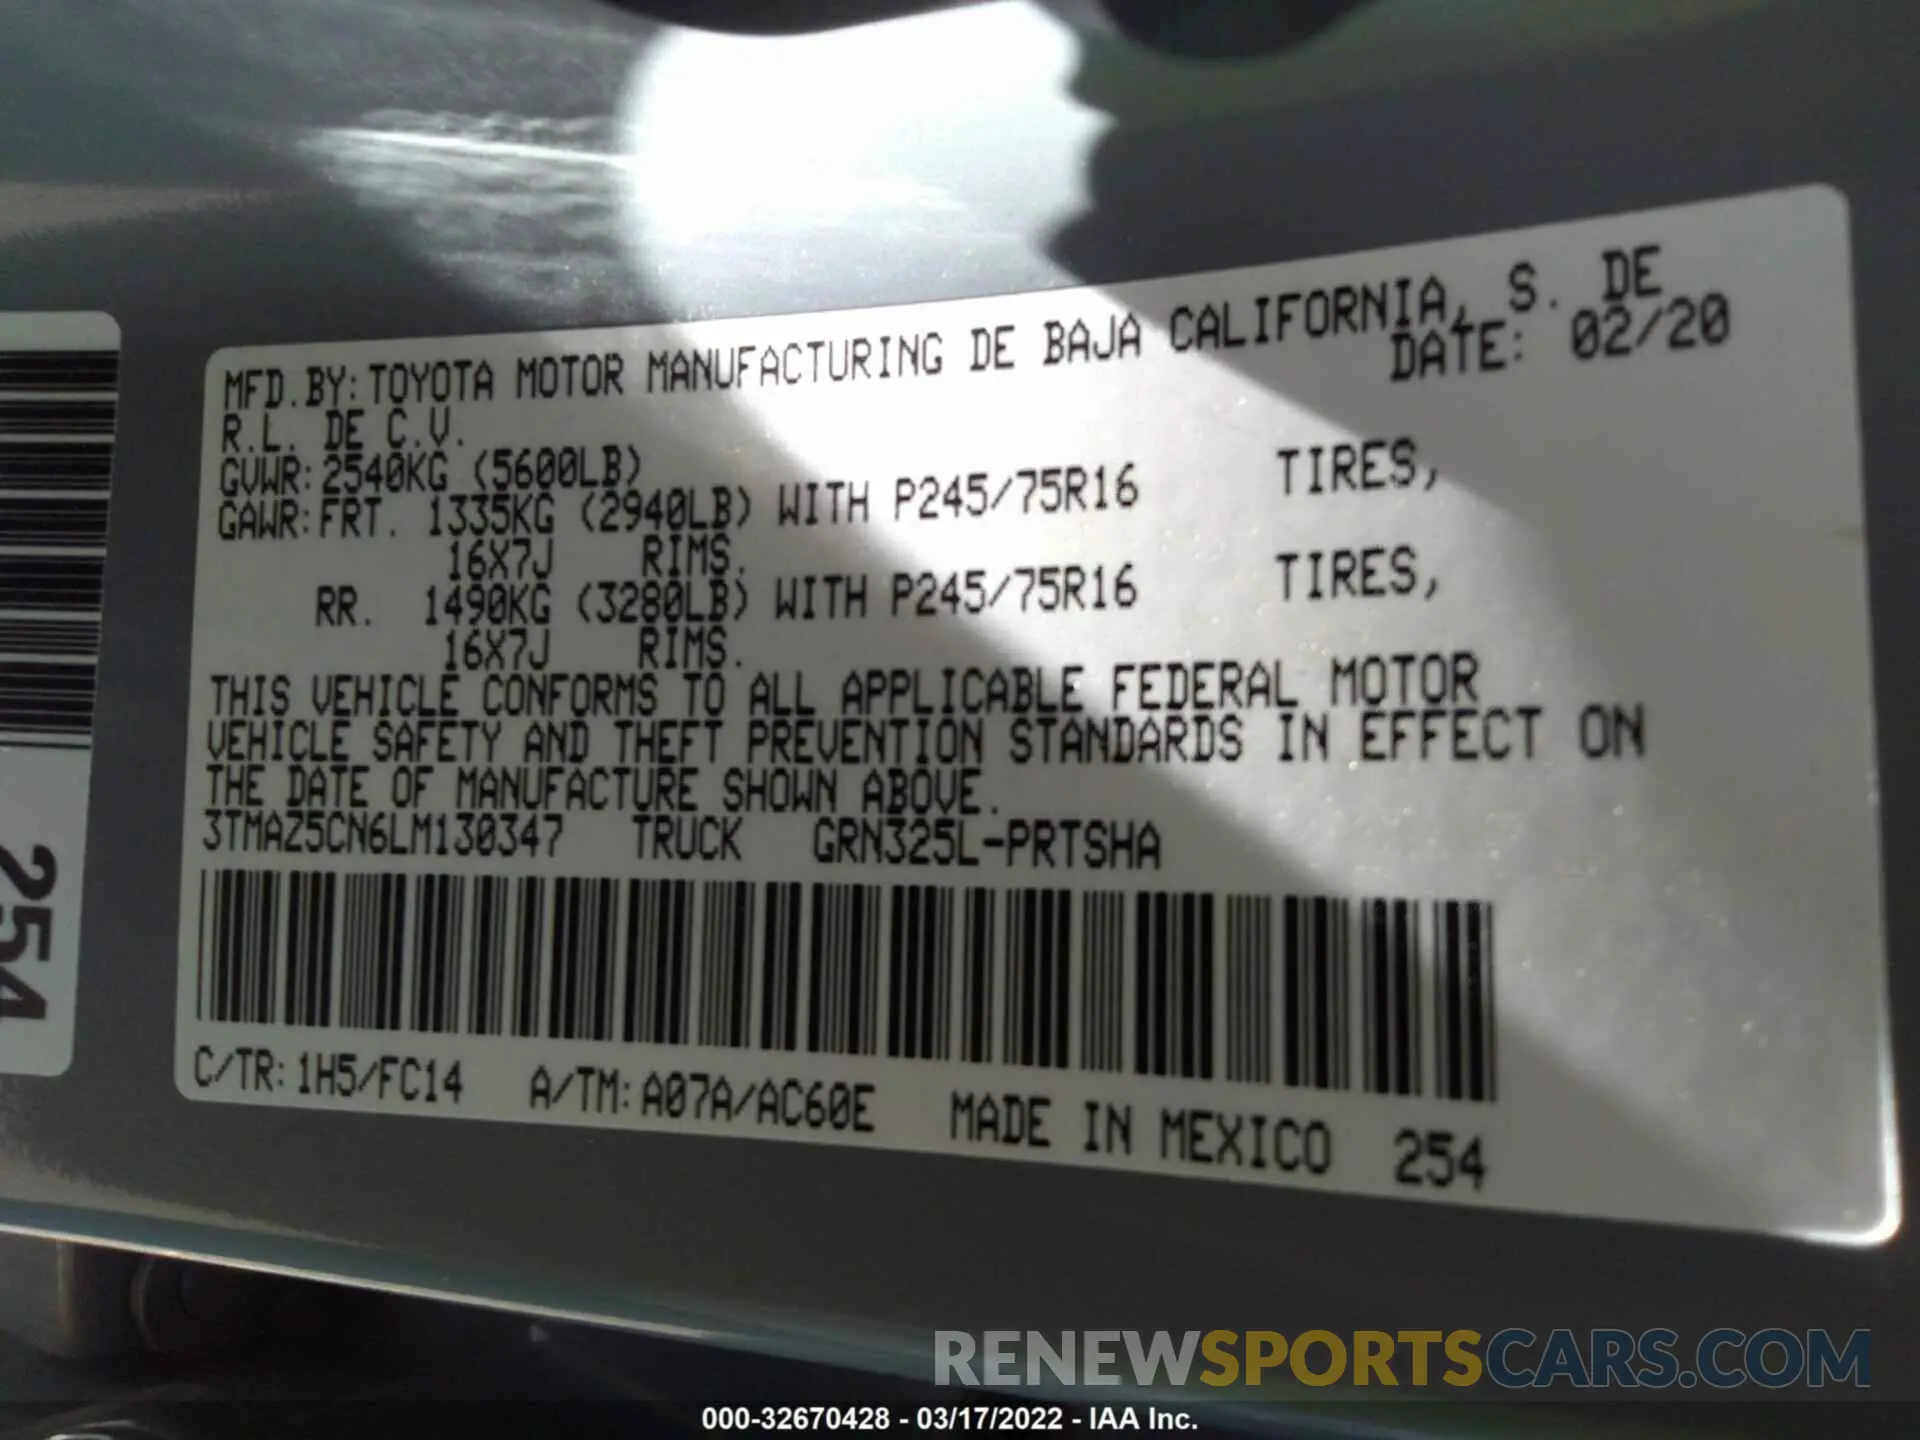 MFD.BY:TOYOTA MOTOR MANUFACTURING DE BAJA CALIFORNIA, S. DE
R.L. DE C.V. DATE: 02/20
GVWR:2540KG (5600LB)
GAWR:FRT. 1335KG (2940LB) WITH P245/75R16 TIRES,
16X7J RIMS.
RR. 1490KG (3280LB) WITH P245/75R16 TIRES,
16X7J RIMS.
THIS VEHICLE CONFORMS TO ALL APPLICABLE FEDERAL MOTOR
VEHICLE SAFETY AND THEFT PREVENTION STANDARDS IN EFFECT ON
THE DATE OF MANUFACTURE SHOWN ABOVE.
3TMAZ5CN6LM130347 TRUCK GRN325L-PRTSHA
C/TR:1H5/FC14 A/TM:A07A/AC60E MADE IN MEXICO 254
254
RENEWSPORTSCARS.COM
000-32670428 - 03/17/2022 - IAA Inc.